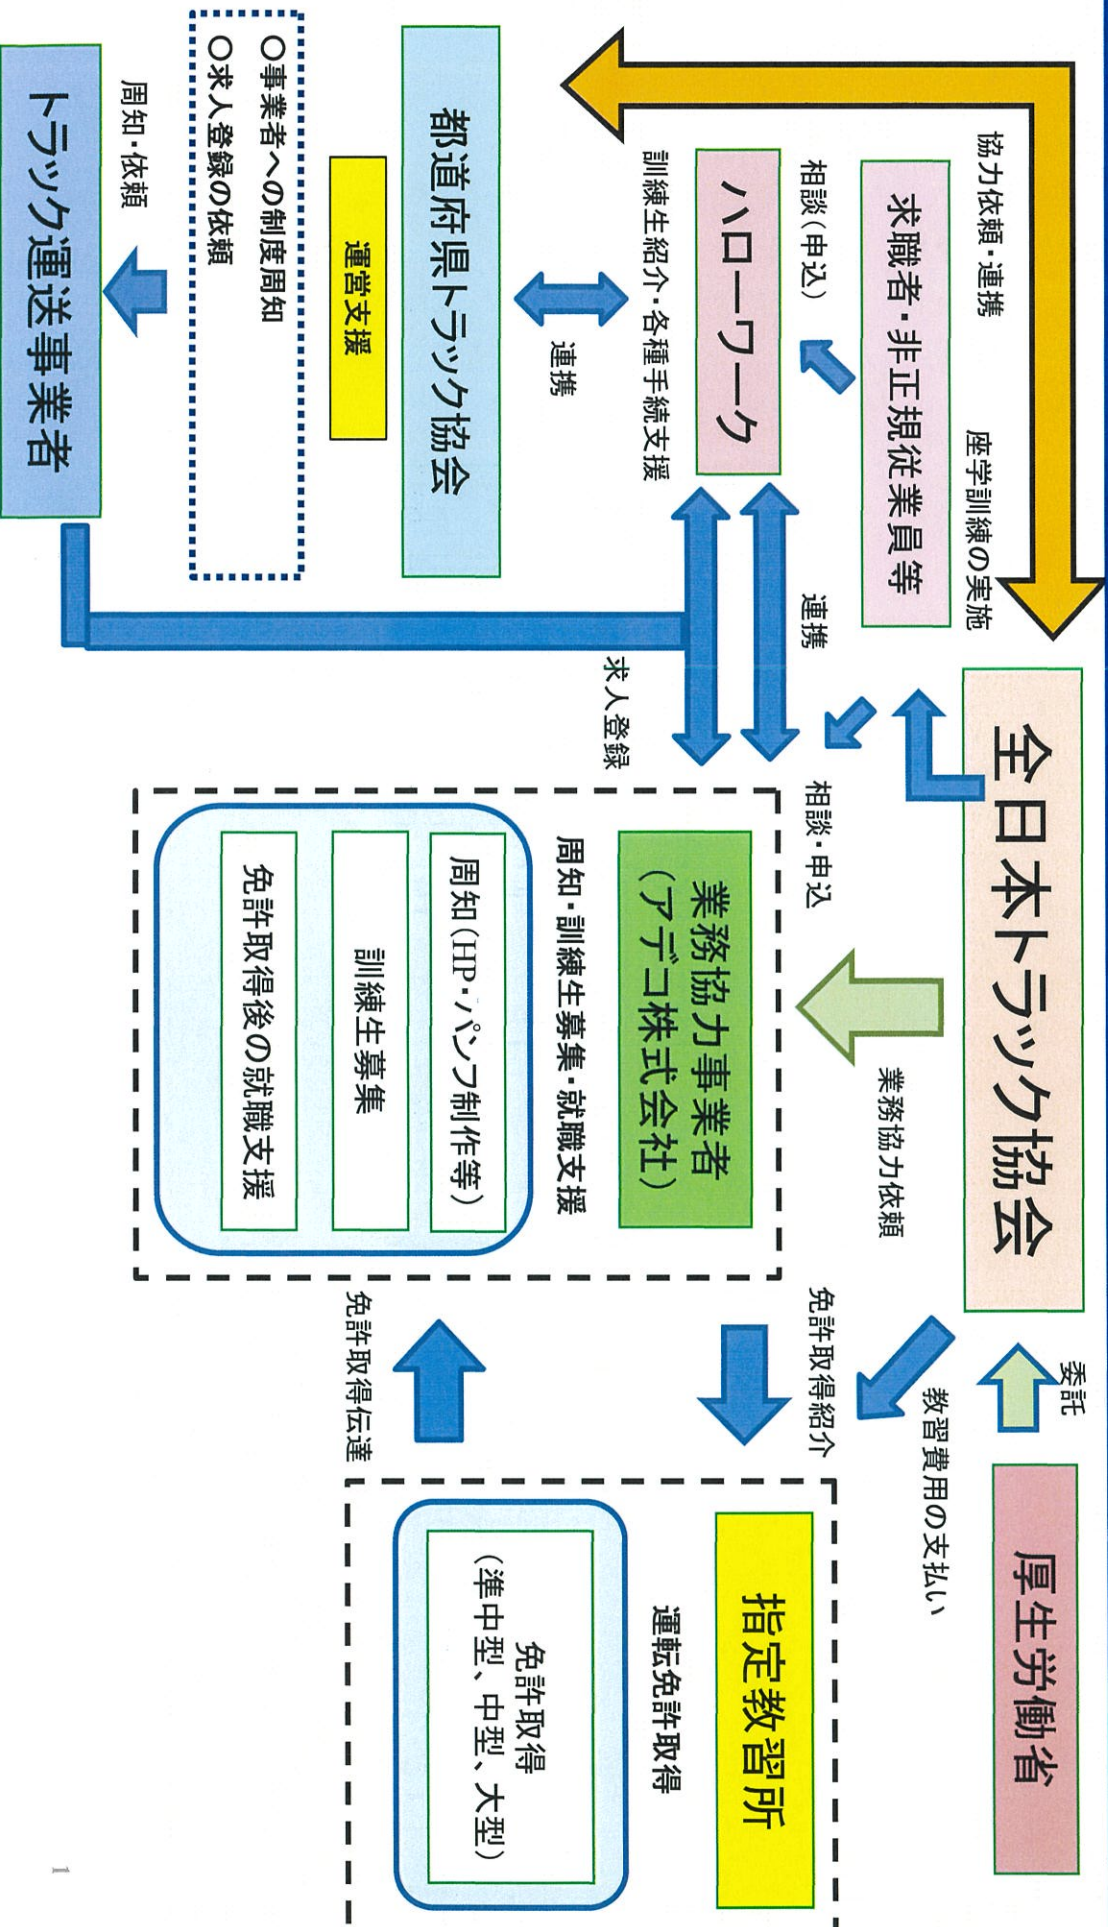 協力依頼・連携
座学訓練の実施
全日本トラック協会
委託
厚生労働省
求職者・非正規従業員等
相談（申込）
ハローワーク
訓練生紹介・各種手続支援
連携
相談・申込
業務協力依頼
教習費用の支払い
免許取得紹介
連携
都道府県トラック協会
運営支援
求人登録
業務協力事業者
（アデコ株式会社）
周知・訓練生募集・就職支援
周知（HP・パンフ制作等）
訓練生募集
免許取得後の就職支援
免許取得伝達
指定教習所
運転免許取得
免許取得
（準中型、中型、大型）
○事業者への制度周知
○求人登録の依頼
周知・依頼
トラック運送事業者
1